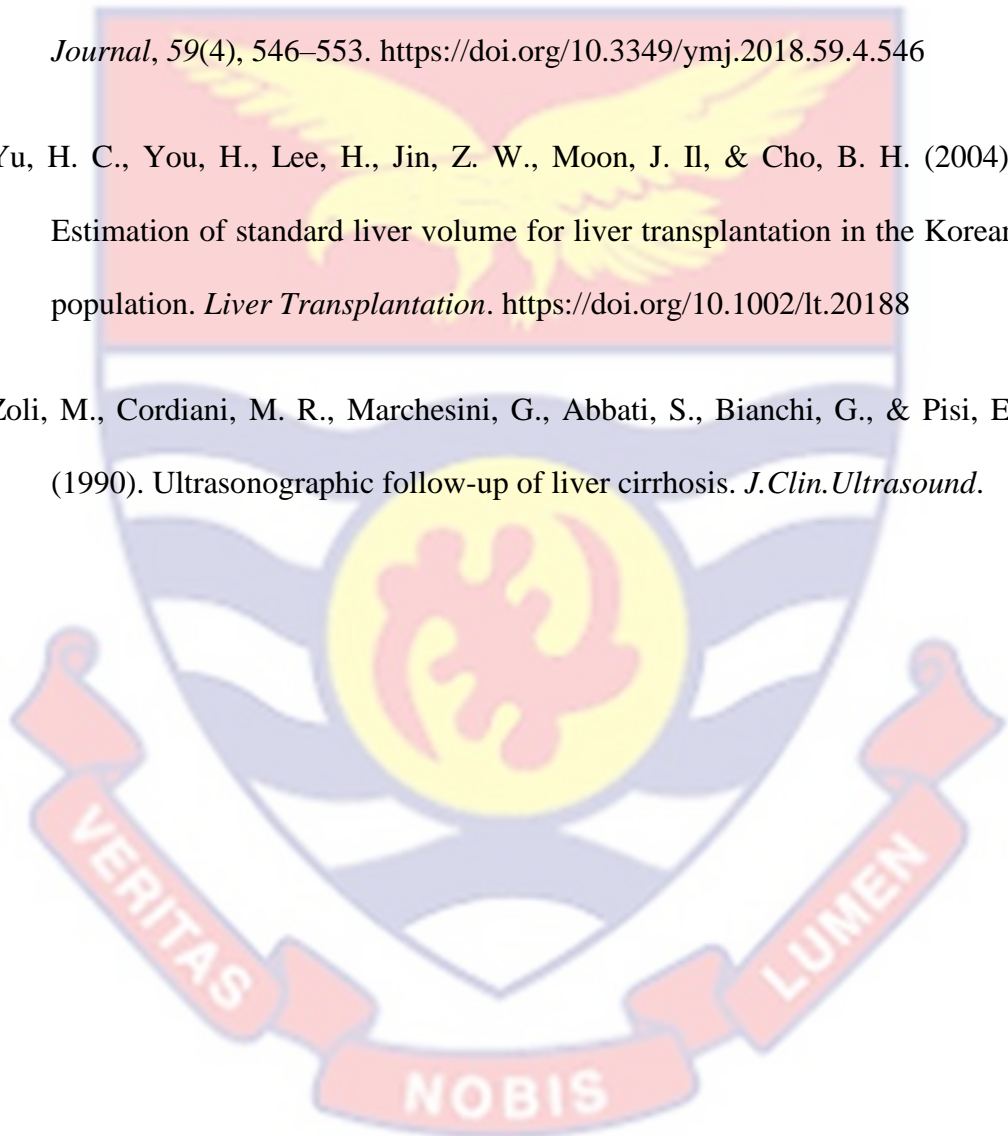 Journal, 59(4), 546–553. https://doi.org/10.3349/ymj.2018.59.4.546
Yu, H. C., You, H., Lee, H., Jin, Z. W., Moon, J. Il, & Cho, B. H. (2004)
Estimation of standard liver volume for liver transplantation in the Korean
population. Liver Transplantation. https://doi.org/10.1002/lt.20188
Zoli, M., Cordiani, M. R., Marchesini, G., Abbati, S., Bianchi, G., & Pisi, E
(1990). Ultrasonographic follow-up of liver cirrhosis. J.Clin.Ultrasound.
VERITAS
NOBIS
LUMEN